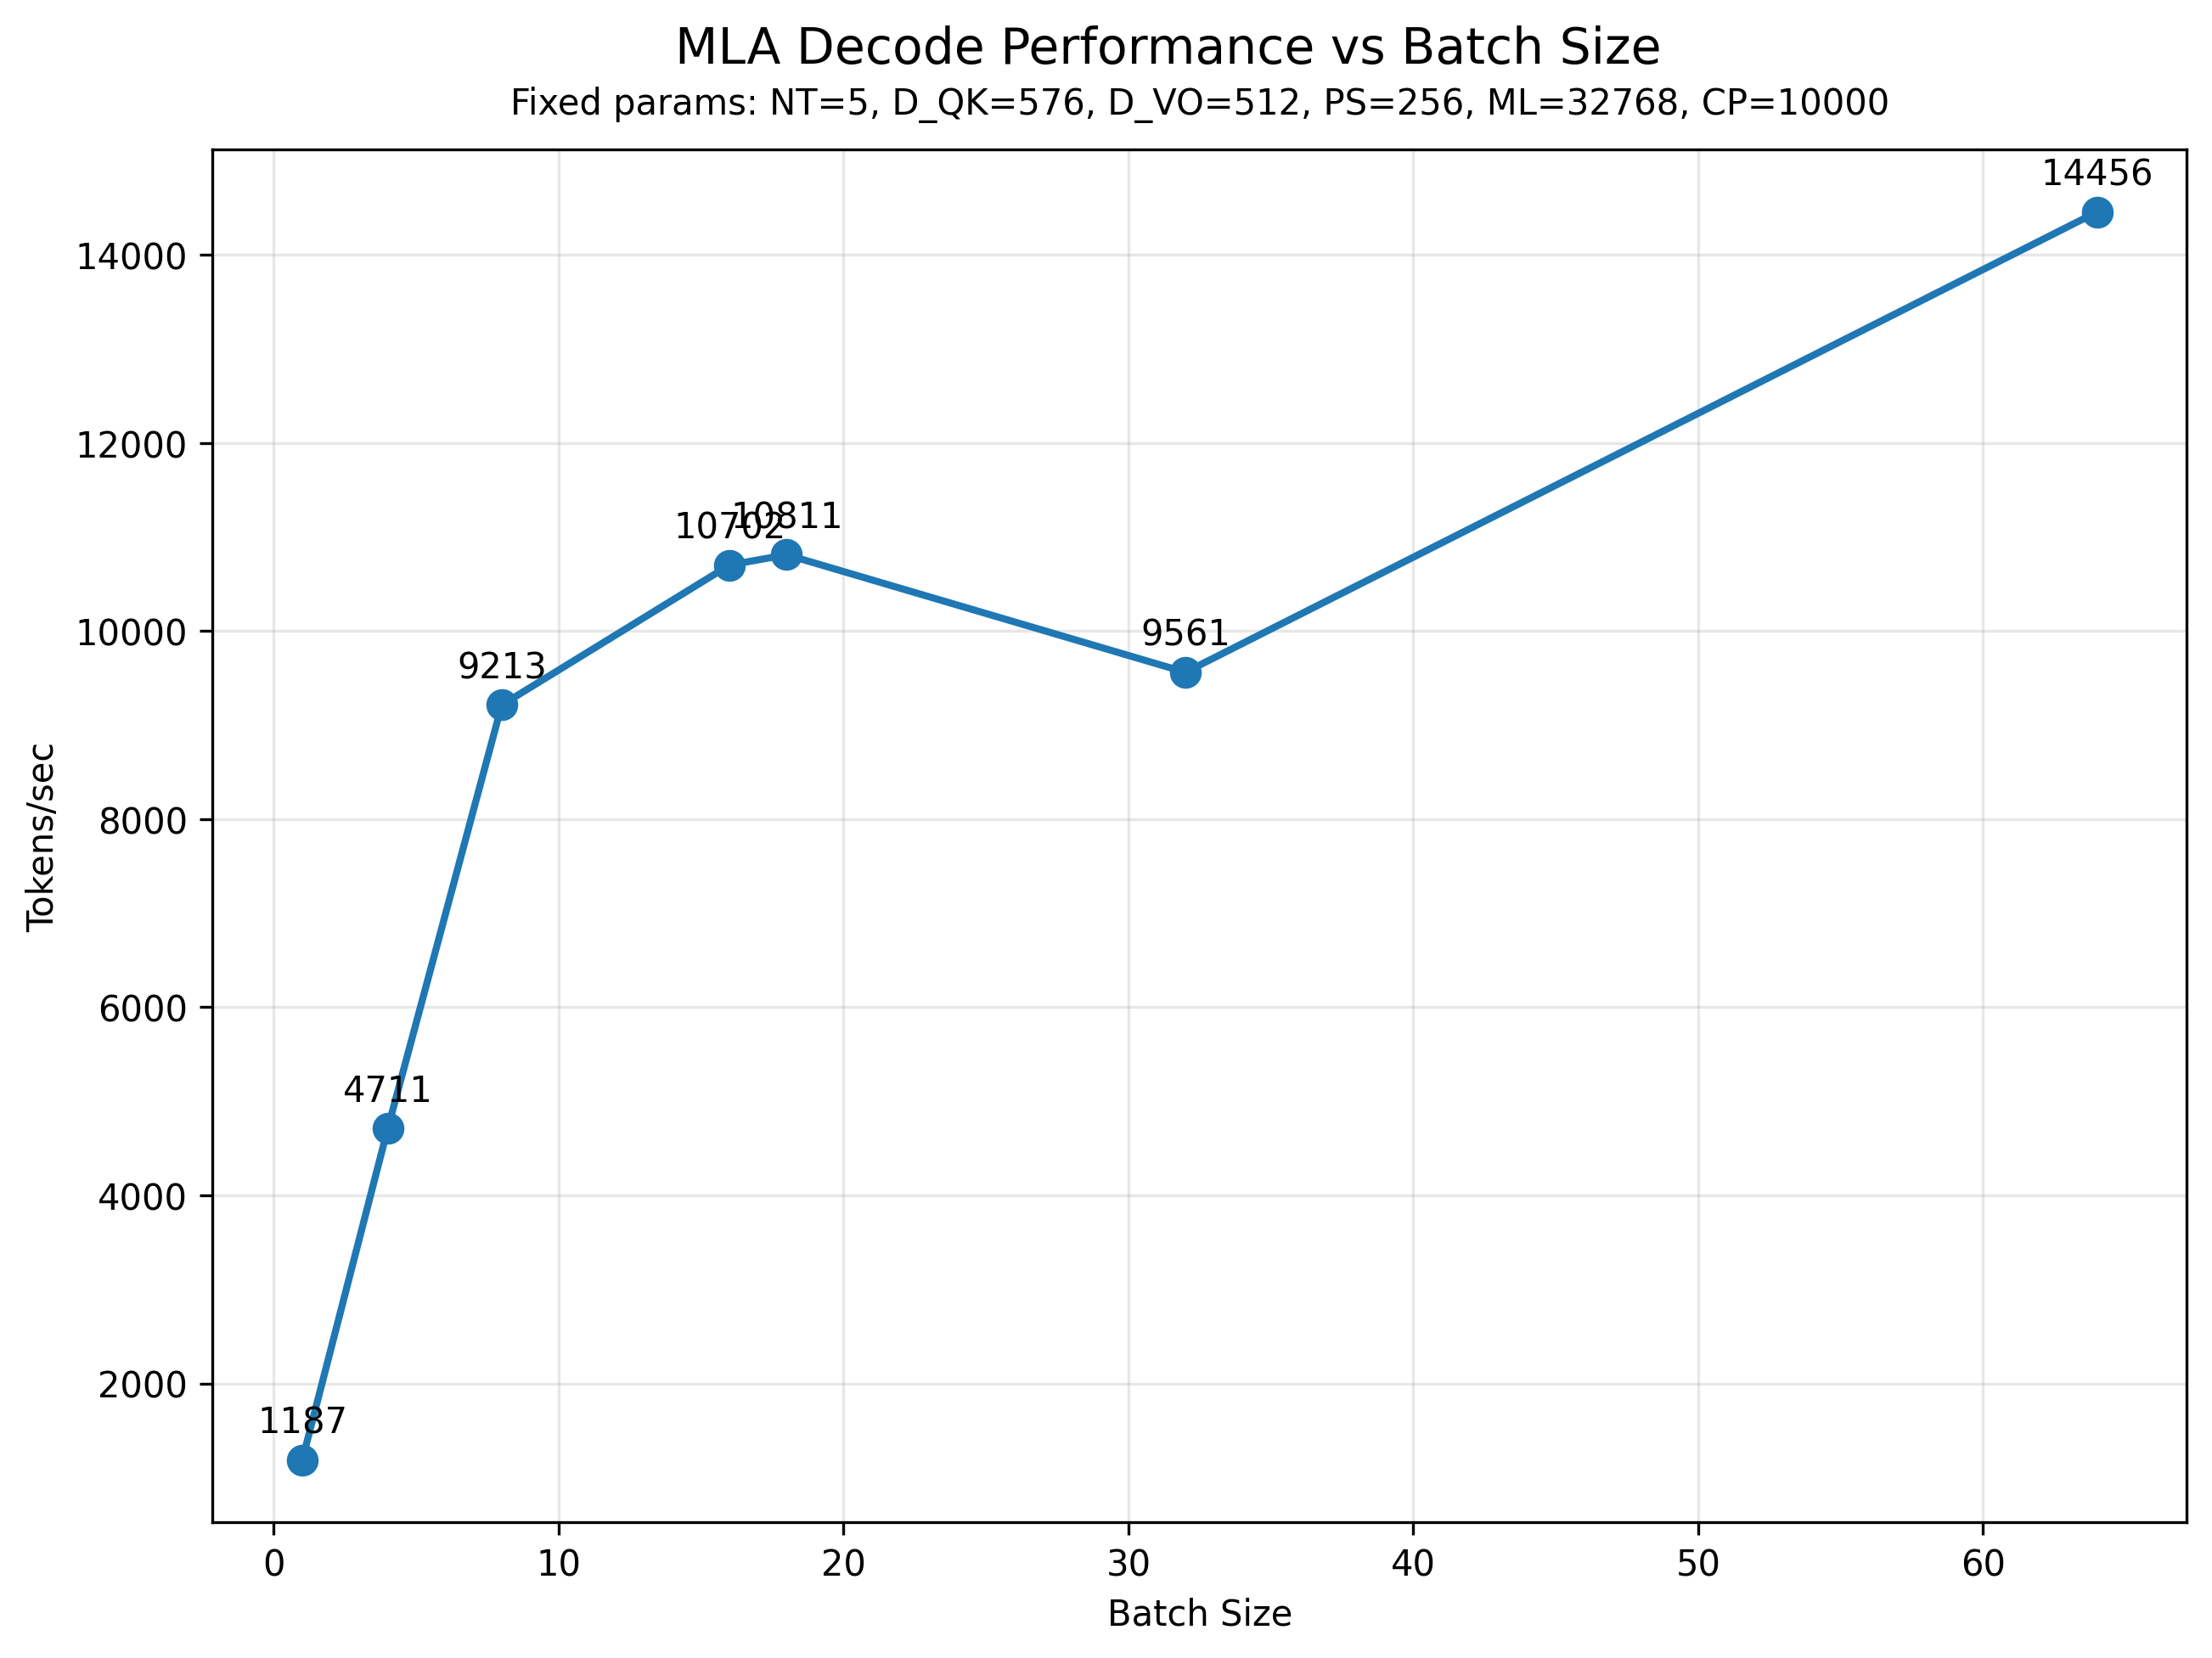 MLA Decode Performance vs Batch Size
Fixed params: NT=5, D_QK=576, D_VO=512, PS=256, ML=32768, CP=10000
14456
14000
12000
10702
10811
10000
9561
9213
8000
Tokens/sec
6000
4711
4000
2000
1187
0 10 20 30 40 50 60
Batch Size